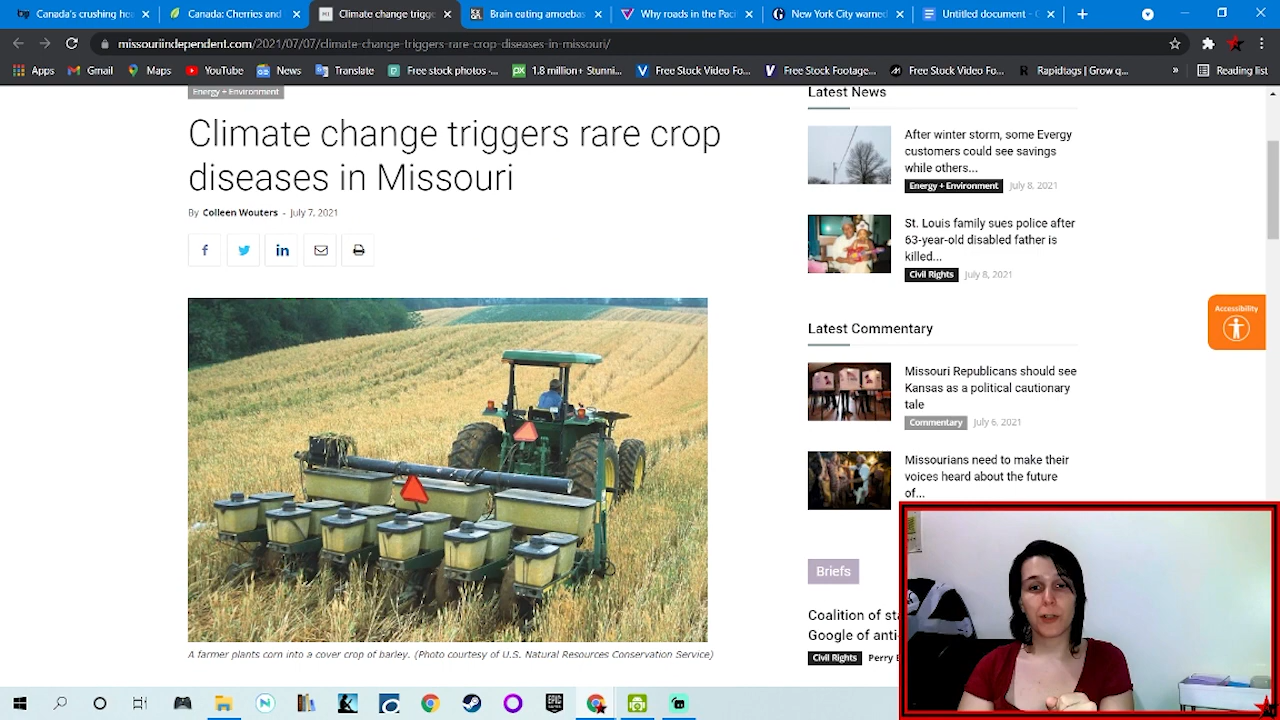 Canada's crushing he
Canada: Cherries and
Climate change trigge
Brain eating amoebas
Why roads in the Paci
New York City warned
Untitled document - G
missouriindependent.com/2021/07/07/climate-change-triggers-rare-crop-diseases-in-missouri/
Apps
Gmail
Maps
YouTube
News
Translate
Free stock photos -...
1.8 million+ Stunni...
Free Stock Video Fo...
Free Stock Footage...
Free Stock Video Fo...
Rapidtags | Grow q...
»
Reading list
Energy + Environment
Climate change triggers rare crop
diseases in Missouri
By Colleen Wouters - July 7, 2021
A farmer plants corn into a cover crop of barley. (Photo courtesy of U.S. Natural Resources Conservation Service)
Latest News
After winter storm, some Evergy
customers could see savings
while others...
Energy + Environment July 8, 2021
St. Louis family sues police after
63-year-old disabled father is
killed...
Civil Rights July 8, 2021
Accessibility
Latest Commentary
Missouri Republicans should see
Kansas as a political cautionary
tale
Commentary July 6, 2021
Missourians need to make their
voices heard about the future
of...
Briefs
Coalition of sta
Google of anti-
Civil Rights Perry B